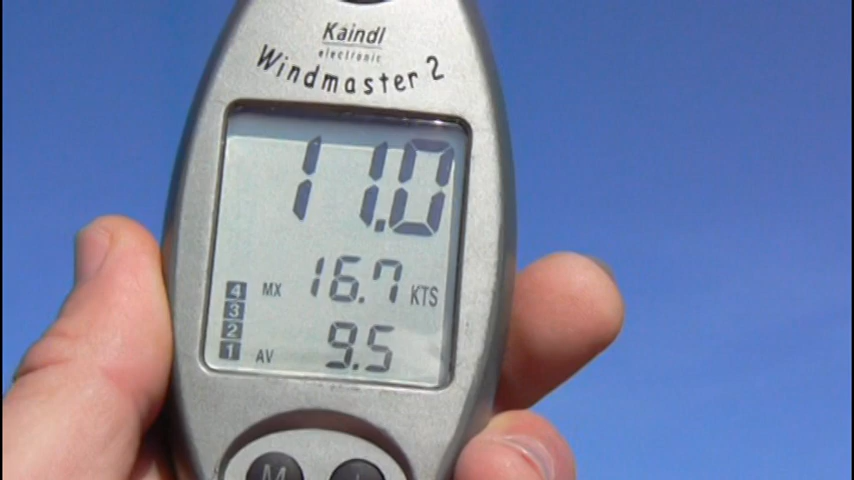 Kaindl
electronic
Windmaster 2
11.0
MX 16.7 KTS
4
3
2
1 AV 9.5
M